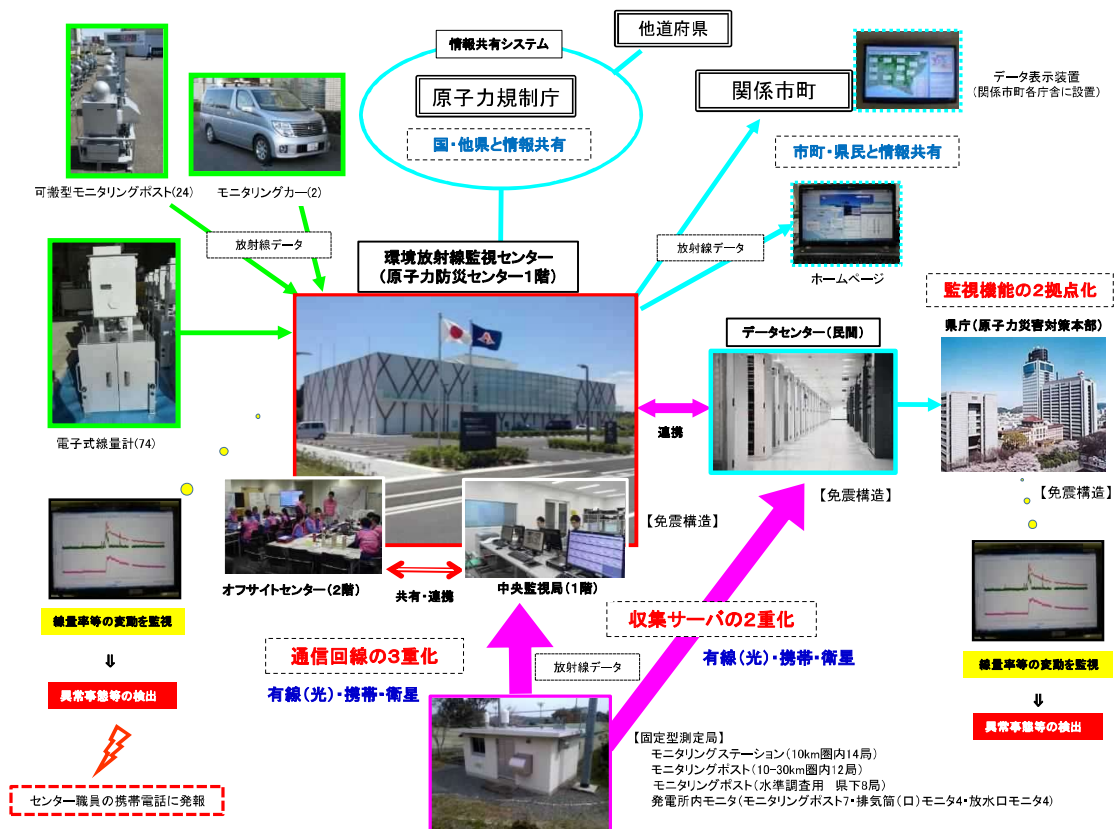 情報共有システム
他道府県
原子力規制庁
国・他県と情報共有
関係市町
データ表示装置
(関係市町各庁舎に設置)
市町・県民と情報共有
可搬型モニタリングポスト(24)
モニタリングカー(2)
放射線データ
環境放射線監視センター
(原子力防災センター1階)
放射線データ
ホームページ
監視機能の2拠点化
県庁(原子力災害対策本部)
データセンター(民間)
連携
電子式線量計(74)
【免震構造】
【免震構造】
【免震構造】
オフサイトセンター(2階)
共有・連携
中央監視局(1階)
線量率等の変動を監視
⇓
異常事態等の検出
センター職員の携帯電話に発報
通信回線の3重化
有線(光)・携帯・衛星
放射線データ
収集サーバの2重化
有線(光)・携帯・衛星
線量率等の変動を監視
⇓
異常事態等の検出
【固定型測定局】
モニタリングステーション(10km圏内14局)
モニタリングポスト(10-30km圏内12局)
モニタリングポスト(水準調査用 県下8局)
発電所内モニタ(モニタリングポスト7・排気筒(口)モニタ4・放水口モニタ4)